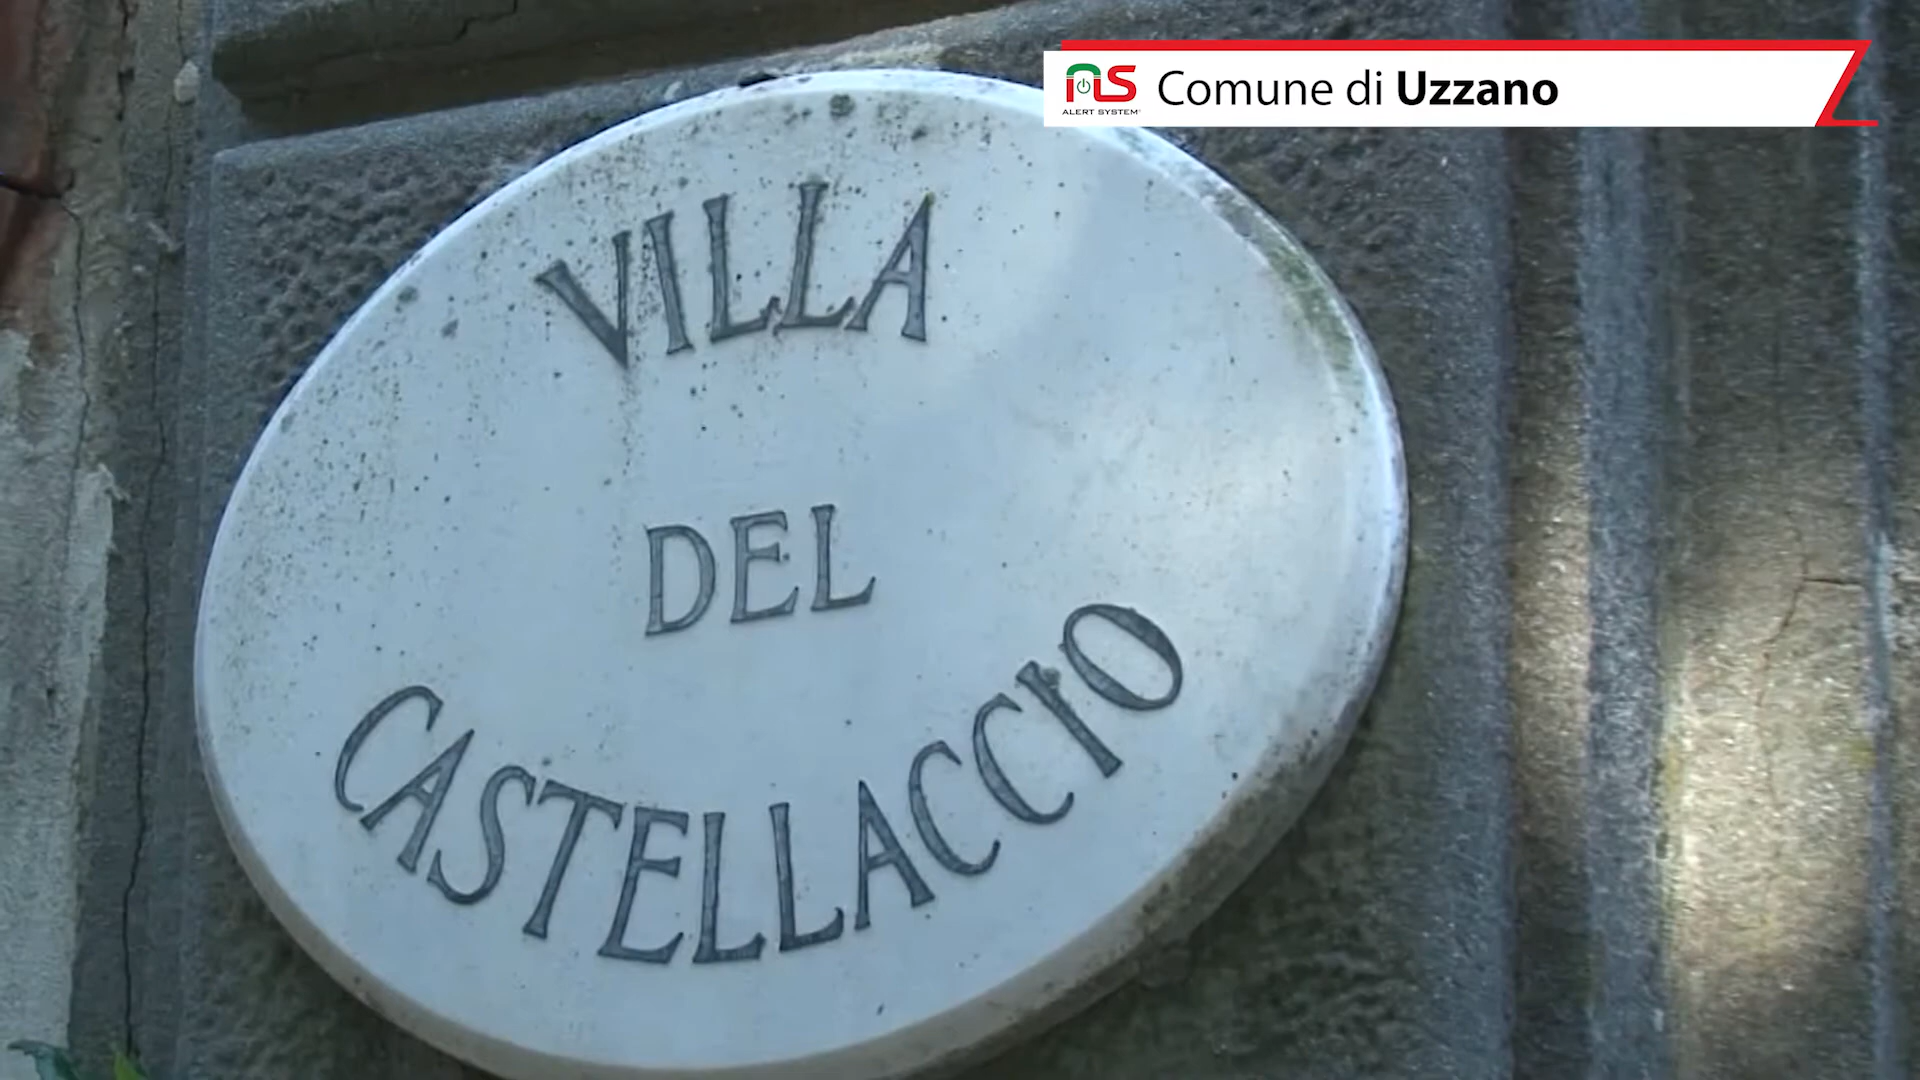 Comune di Uzzano
ALERT SYSTEM
VILLA
DEL
CASTELLACCIO